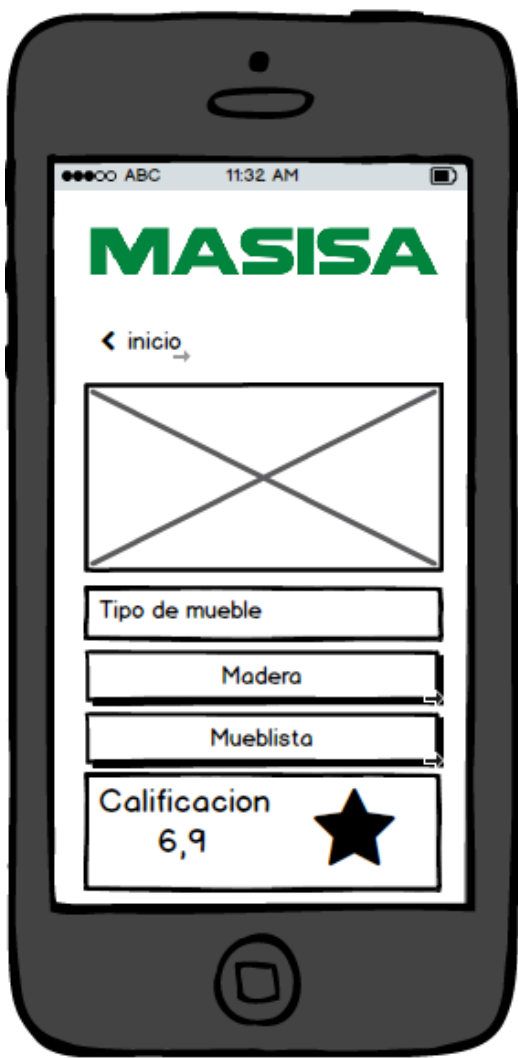 ABC 11:32 AM
MASISA
inicio
Tipo de mueble
Madera
Mueblista
Calificacion
6,9